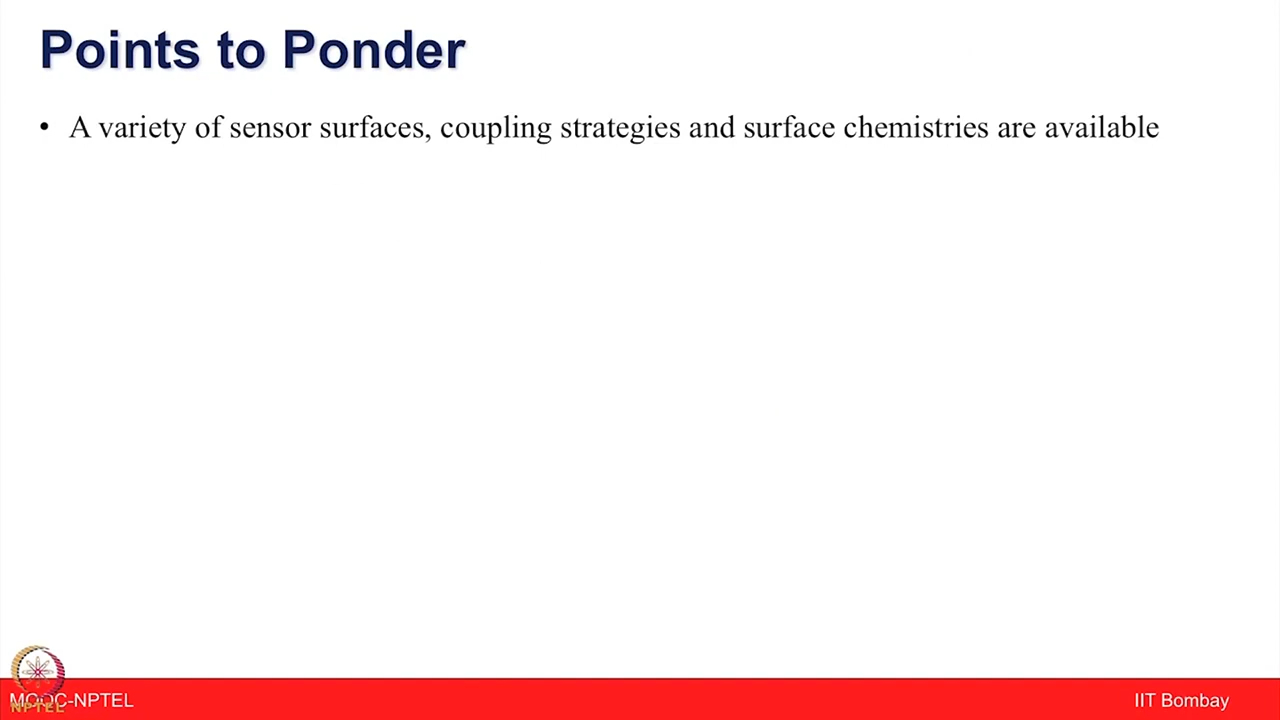 Points to Ponder
• A variety of sensor surfaces, coupling strategies and surface chemistries are available
MOOC-NPTEL
NPTEL
IIT Bombay